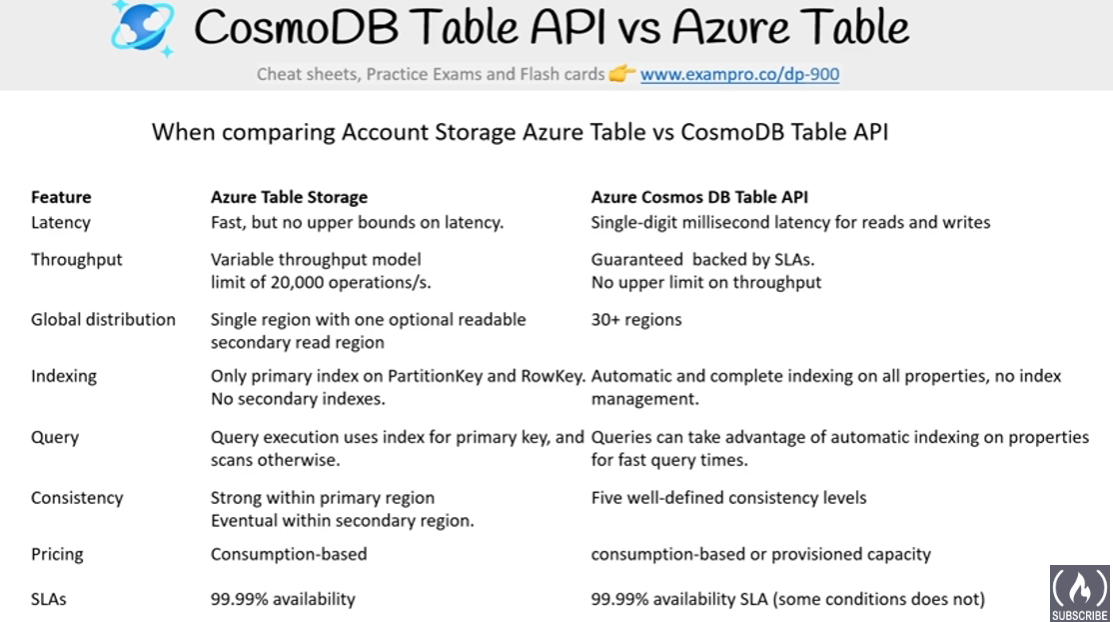 CosmoDB Table API vs Azure Table
Cheat sheets, Practice Exams and Flash cards 👉 www.exampro.co/dp-900
When comparing Account Storage Azure Table vs CosmoDB Table API
Feature Azure Table Storage Azure Cosmos DB Table API
Latency Fast, but no upper bounds on latency. Single-digit millisecond latency for reads and writes
Throughput Variable throughput model Guaranteed backed by SLAs.
limit of 20,000 operations/s. No upper limit on throughput
Global distribution Single region with one optional readable 30+ regions
secondary read region
Indexing Only primary index on PartitionKey and RowKey. Automatic and complete indexing on all properties, no index
No secondary indexes. management.
Query Query execution uses index for primary key, and Queries can take advantage of automatic indexing on properties
scans otherwise. for fast query times.
Consistency Strong within primary region Five well-defined consistency levels
Eventual within secondary region.
Pricing Consumption-based consumption-based or provisioned capacity
SLAs 99.99% availability 99.99% availability SLA (some conditions does not)
SUBSCRIBE